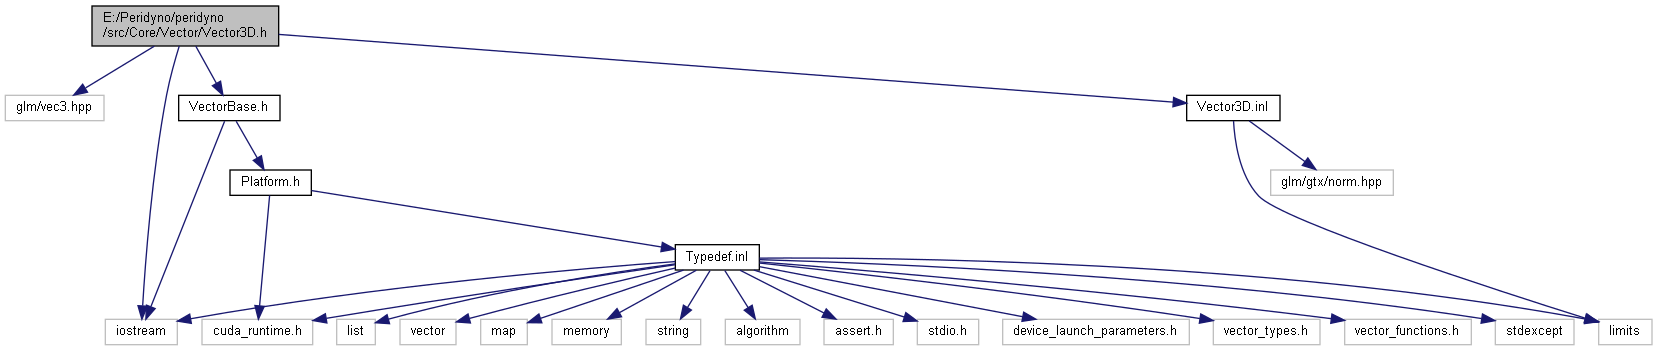 E:/Peridyno/peridyno
/src/Core/Vector/Vector3D.h
glm/vec3.hpp
VectorBase.h
Vector3D.inl
Platform.h
glm/gtx/norm.hpp
Typedef.inl
iostream
cuda_runtime.h
list
vector
map
memory
string
algorithm
assert.h
stdio.h
device_launch_parameters.h
vector_types.h
vector_functions.h
stdexcept
limits